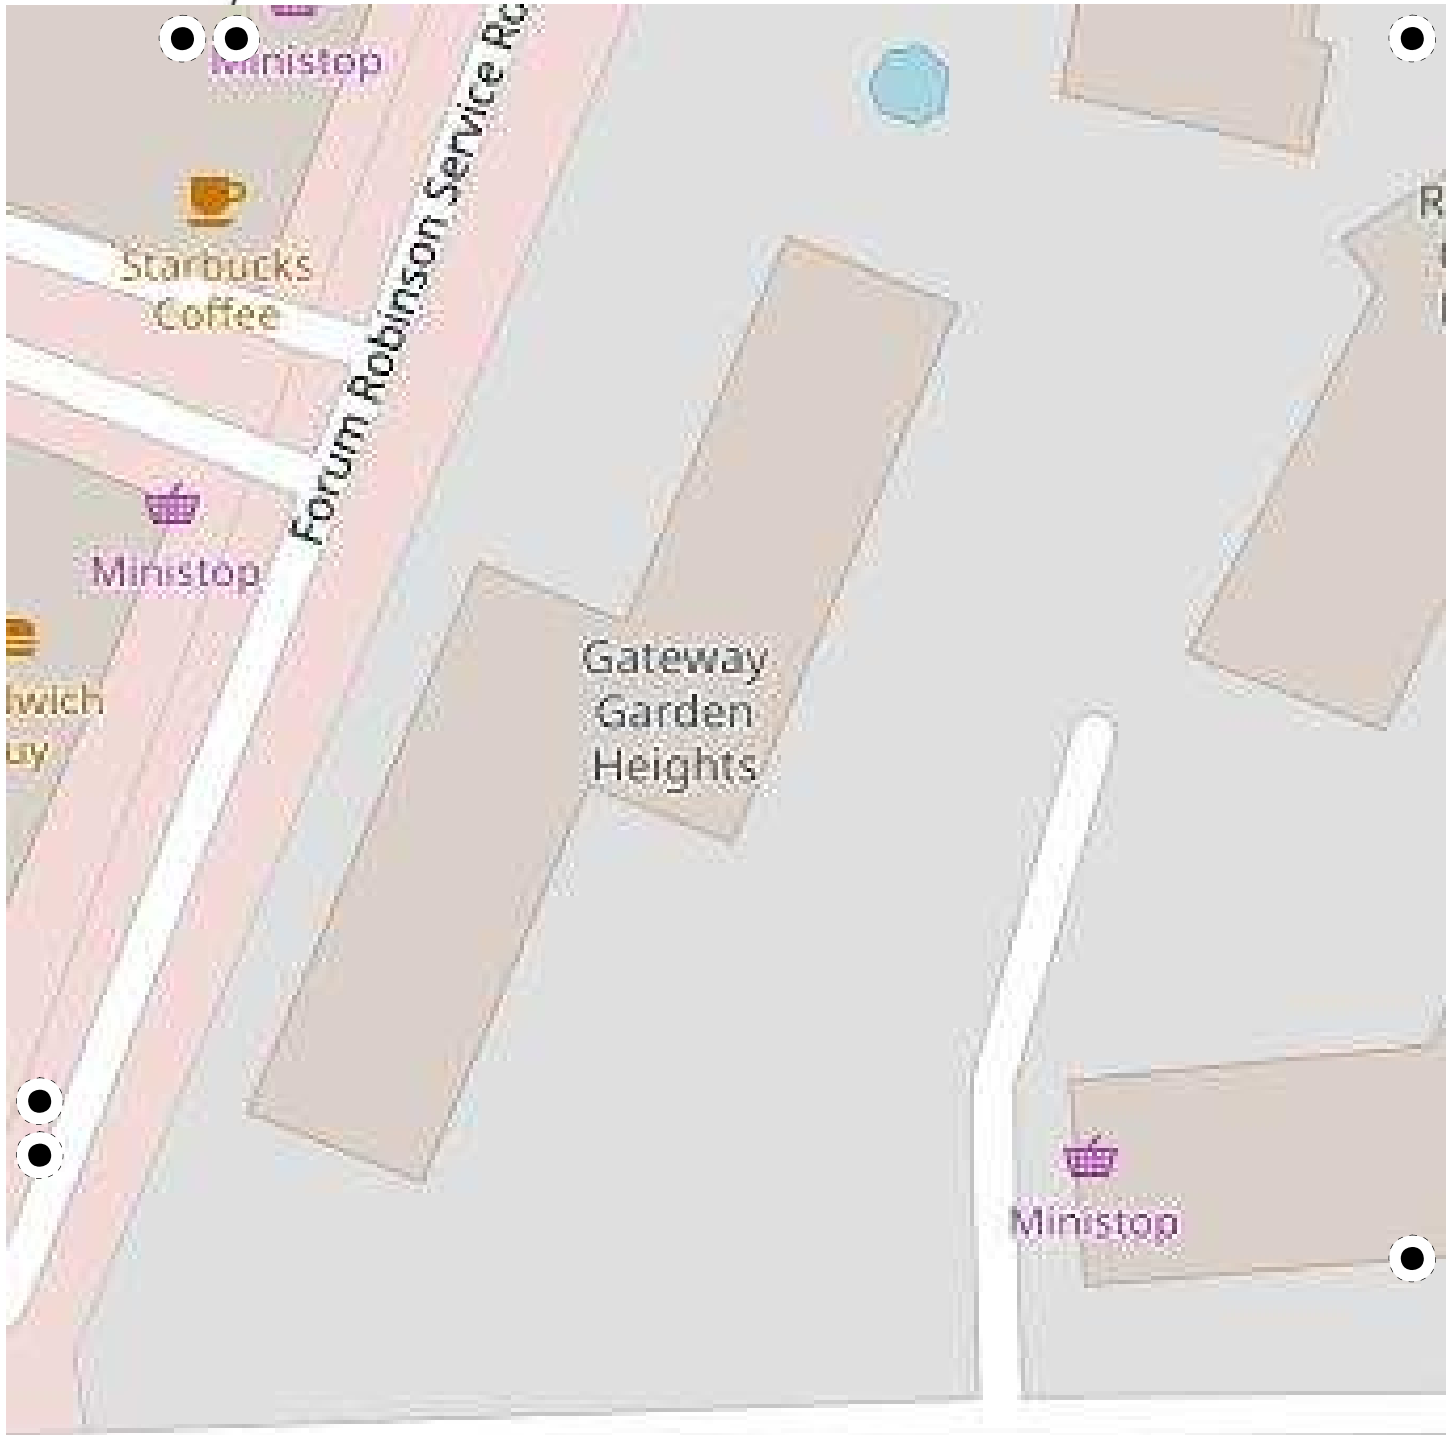 Ministop
Forum Robinson Service Ro
Starbucks
Coffee
Ministop
Gateway
Garden
Heights
Ministop